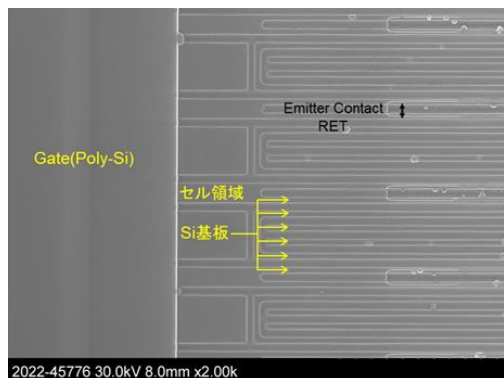 Emitter Contact
RET
Gate(Poly-Si)
セル領域
Si基板
2022-45776 30.0kV 8.0mm x2.00k